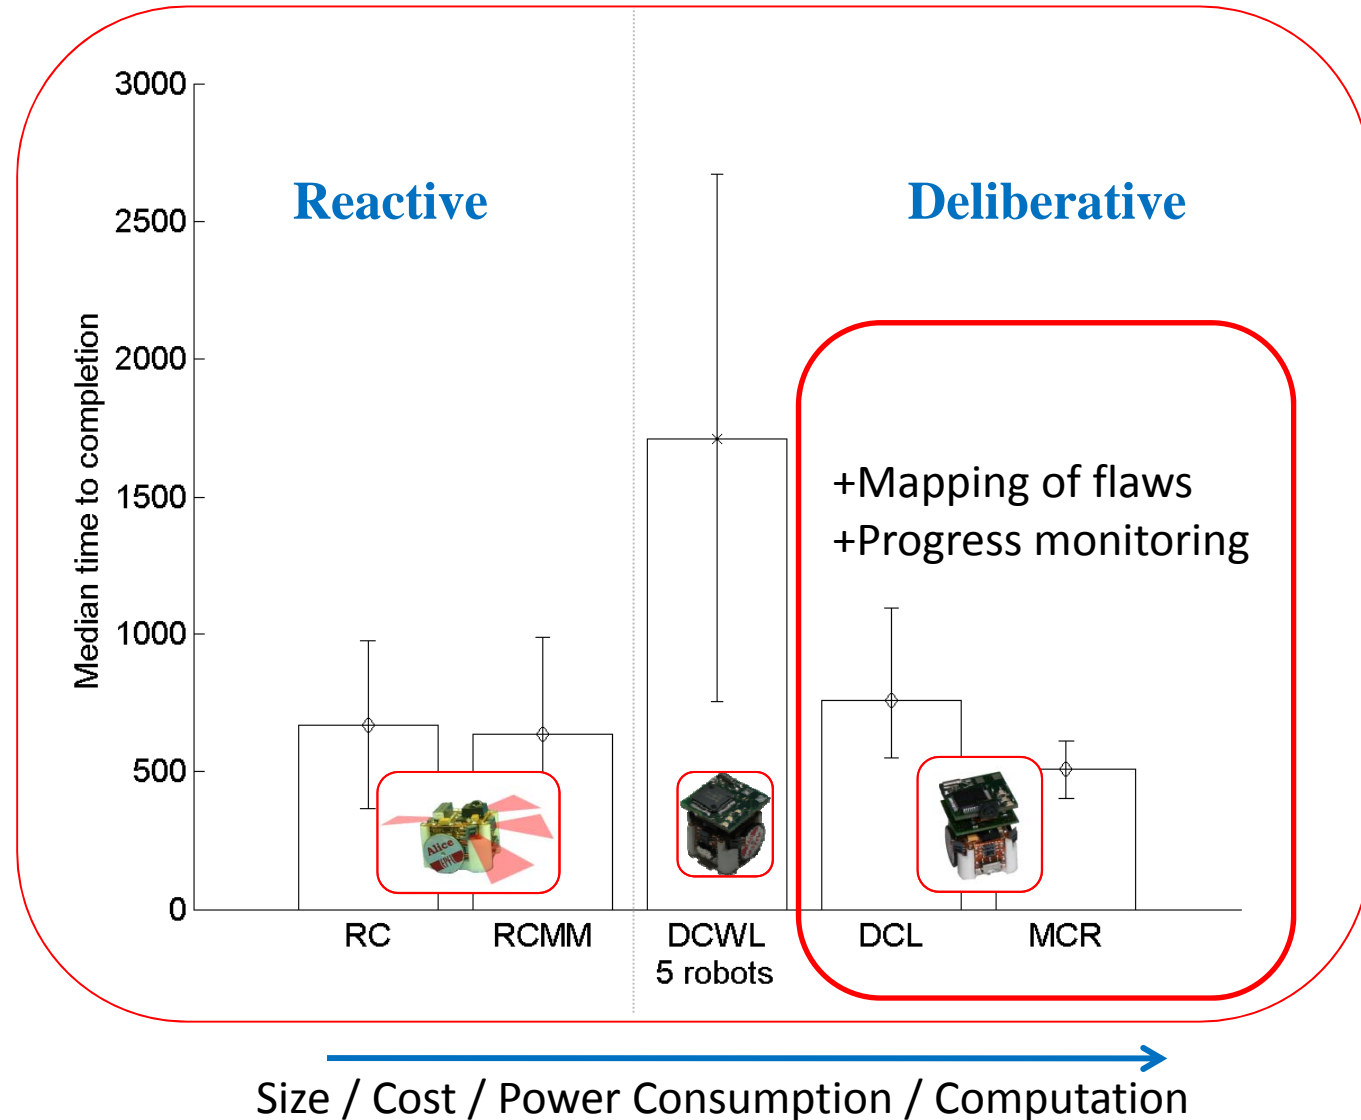 3000
2500
2000
1500
1000
500
0
Median time to completion
Reactive
Deliberative
+Mapping of flaws
+Progress monitoring
Alice
RC
RCMM
DCWL
5 robots
DCL
MCR
Size / Cost / Power Consumption / Computation